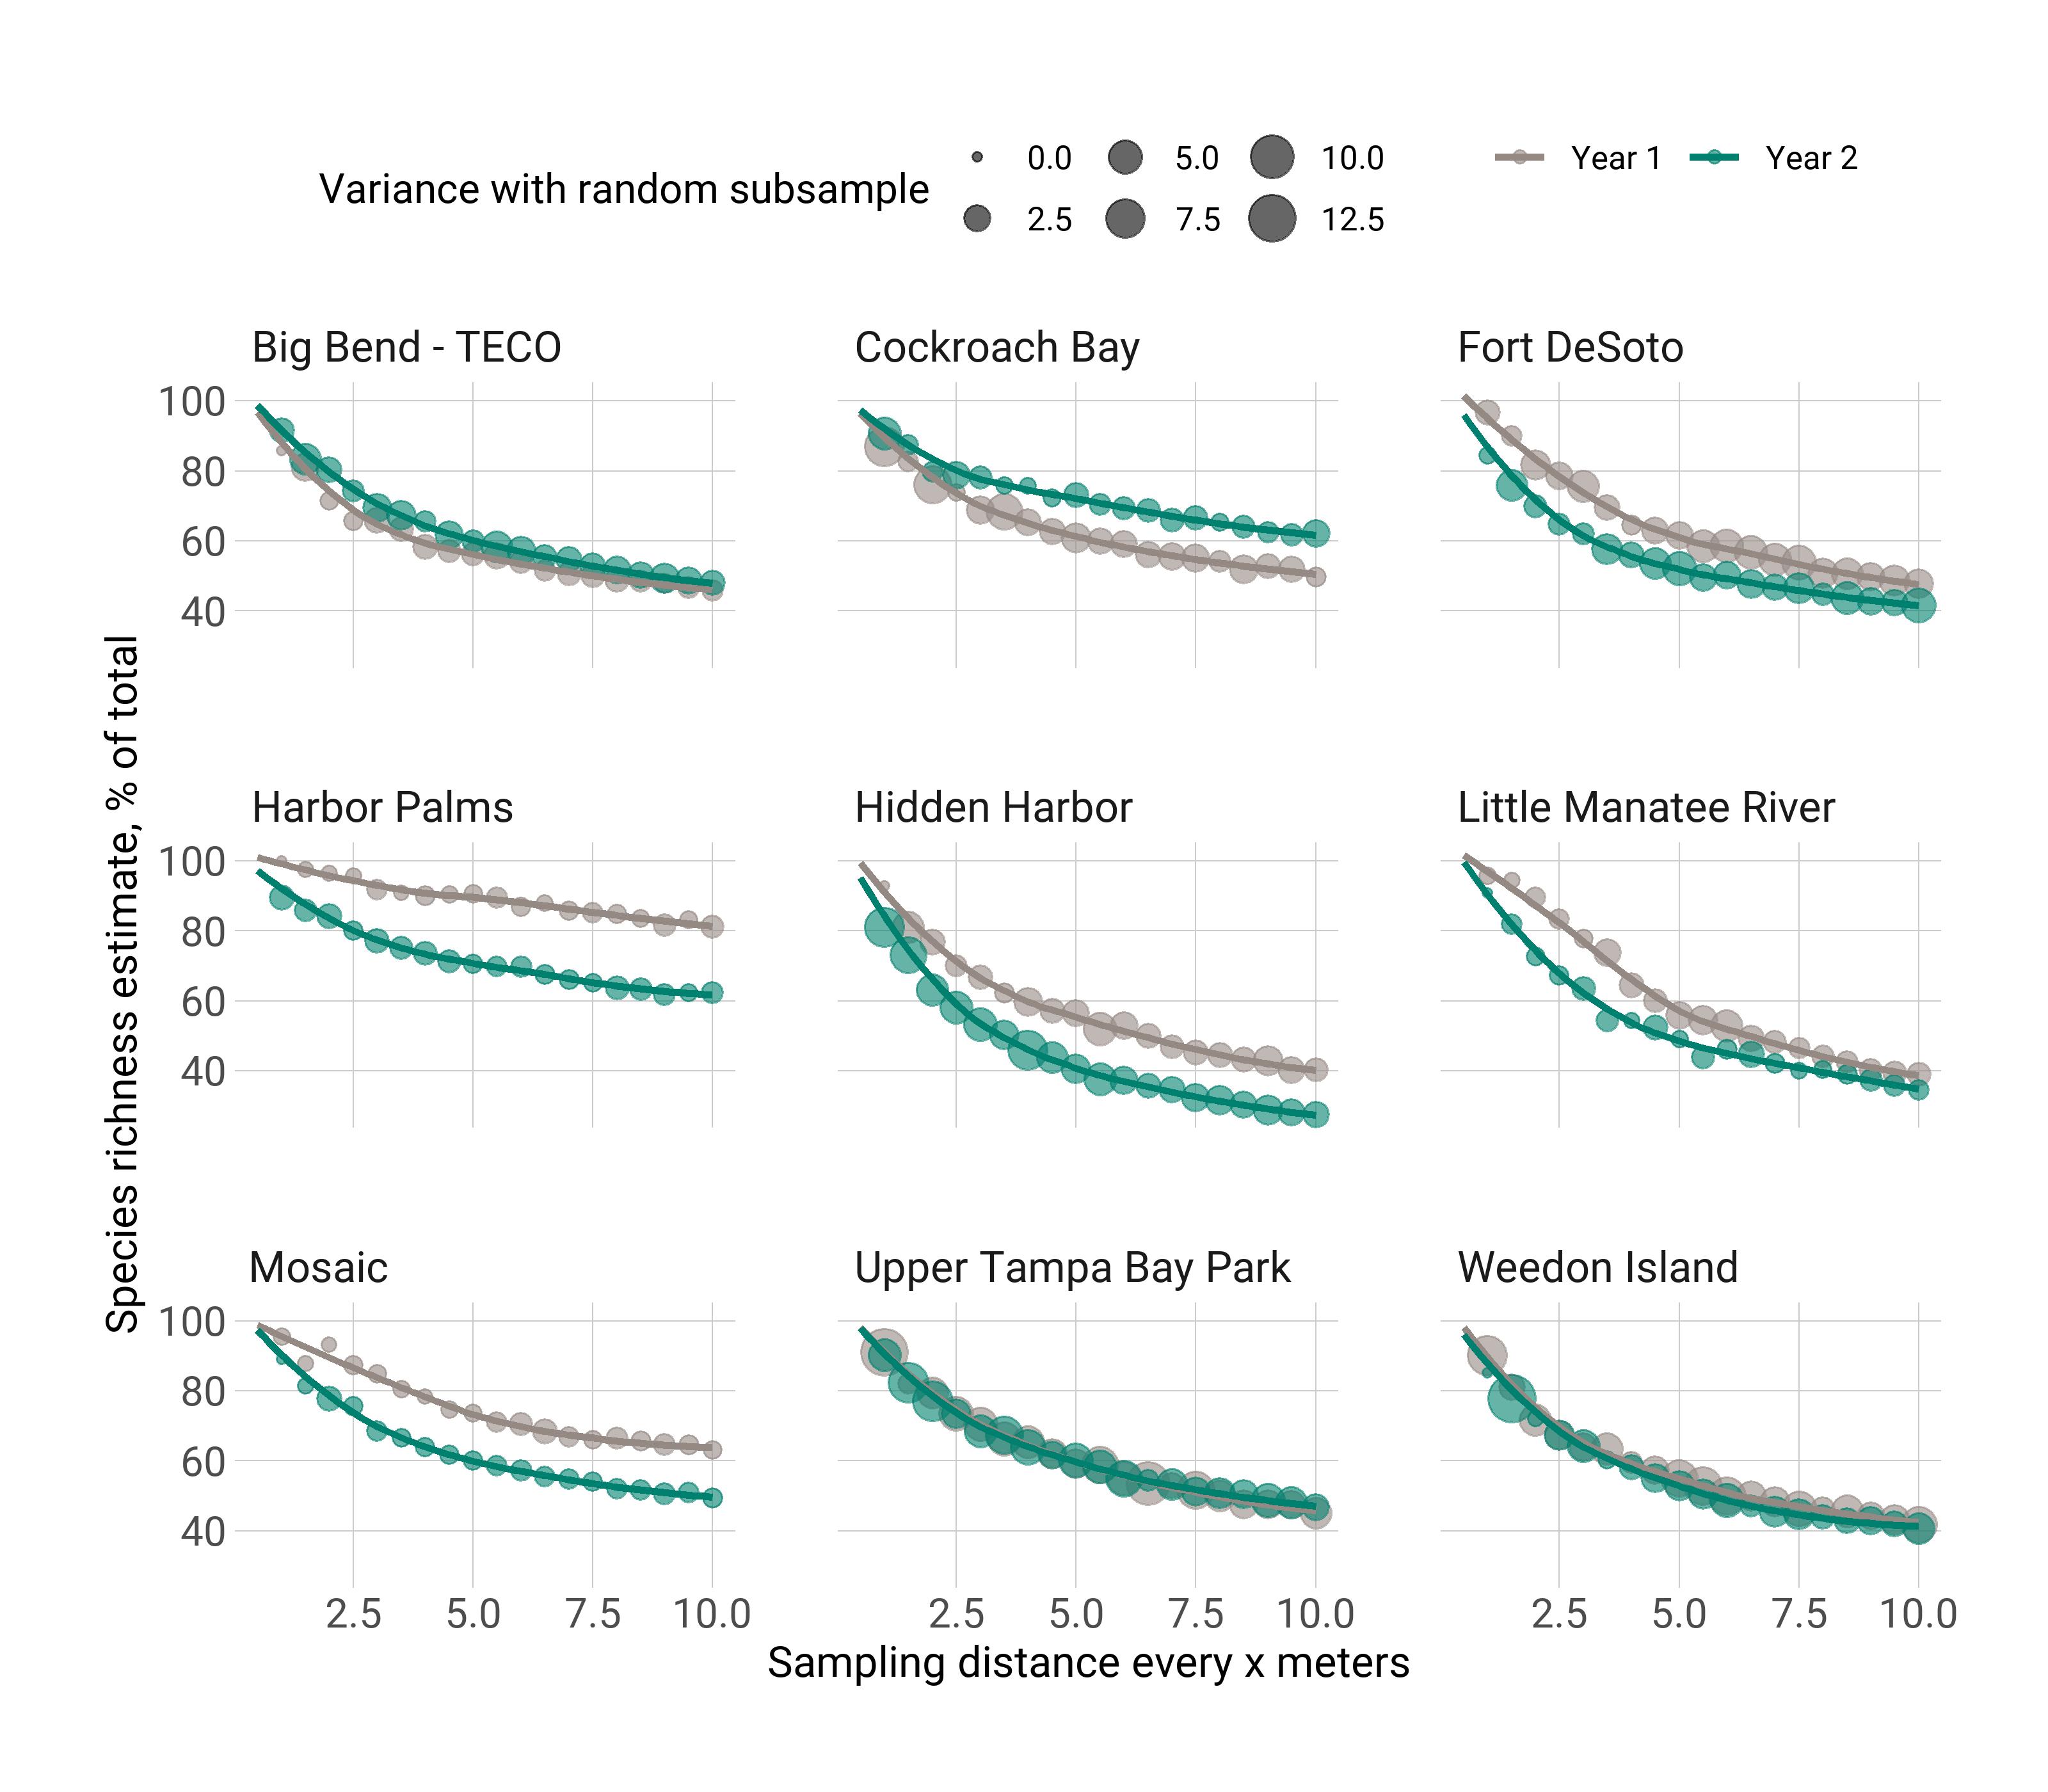 Variance with random subsample
0.0 5.0 10.0
2.5 7.5 12.5
Year 1 Year 2
Big Bend - TECO Cockroach Bay Fort DeSoto
100
80
60
40
Harbor Palms Hidden Harbor Little Manatee River
100
80
60
40
Mosaic Upper Tampa Bay Park Weedon Island
100
80
60
40
2.5 5.0 7.5 10.0 2.5 5.0 7.5 10.0 2.5 5.0 7.5 10.0
Sampling distance every x meters
Species richness estimate, % of total